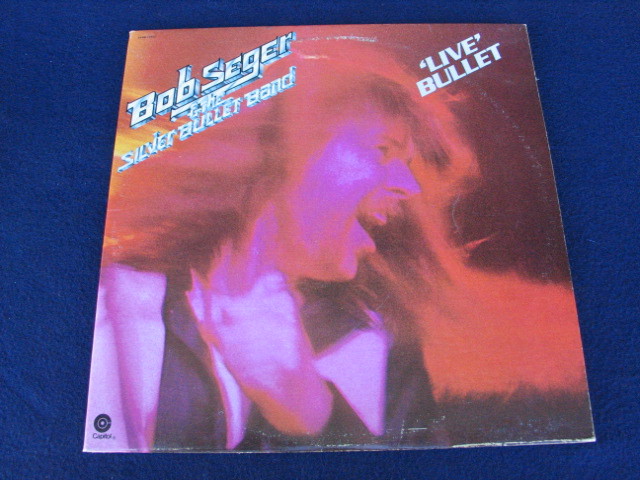 Bob Seger
& the
Silver Bullet Band
'LIVE'
BULLET
Capitol